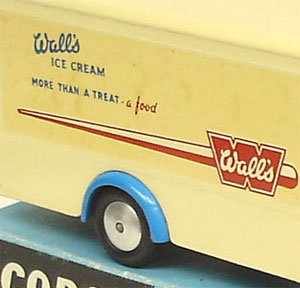 Wall's
ICE CREAM
MORE THAN A TREAT - a food
Wall's